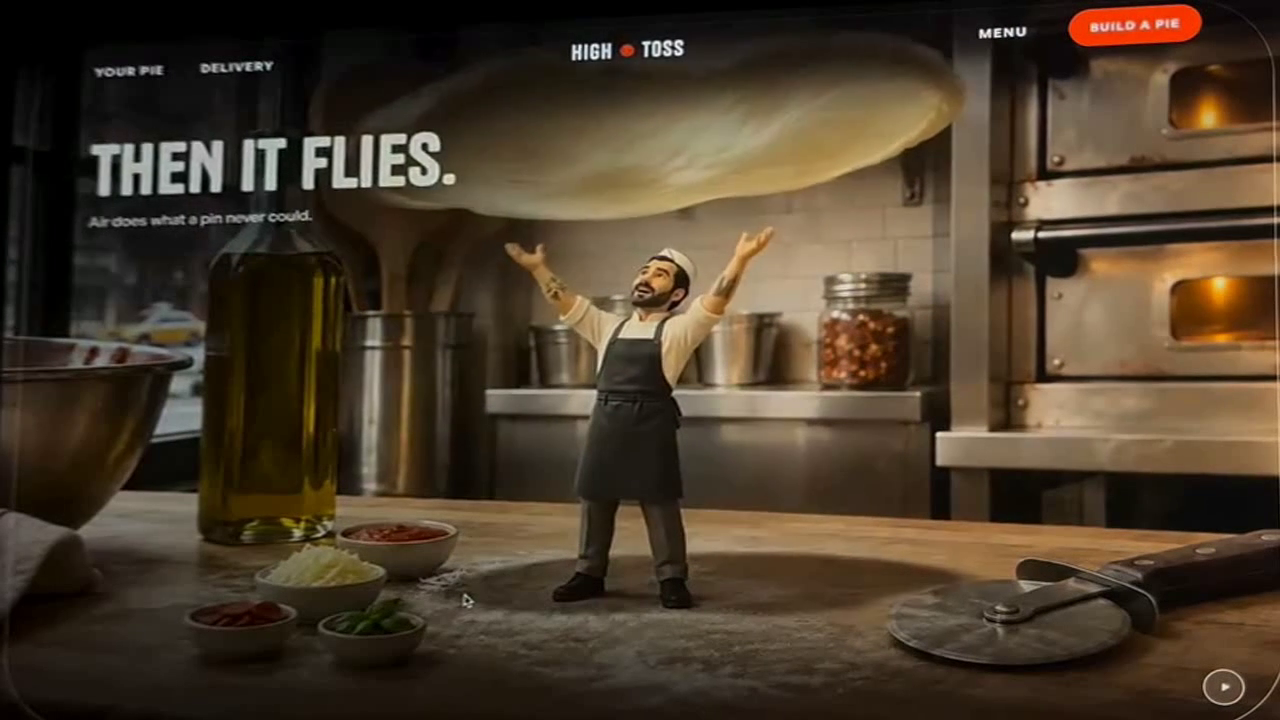 YOUR PIE
DELIVERY
HIGH TOSS
MENU
BUILD A PIE
THEN IT FLIES.
Air does what a pin never could.